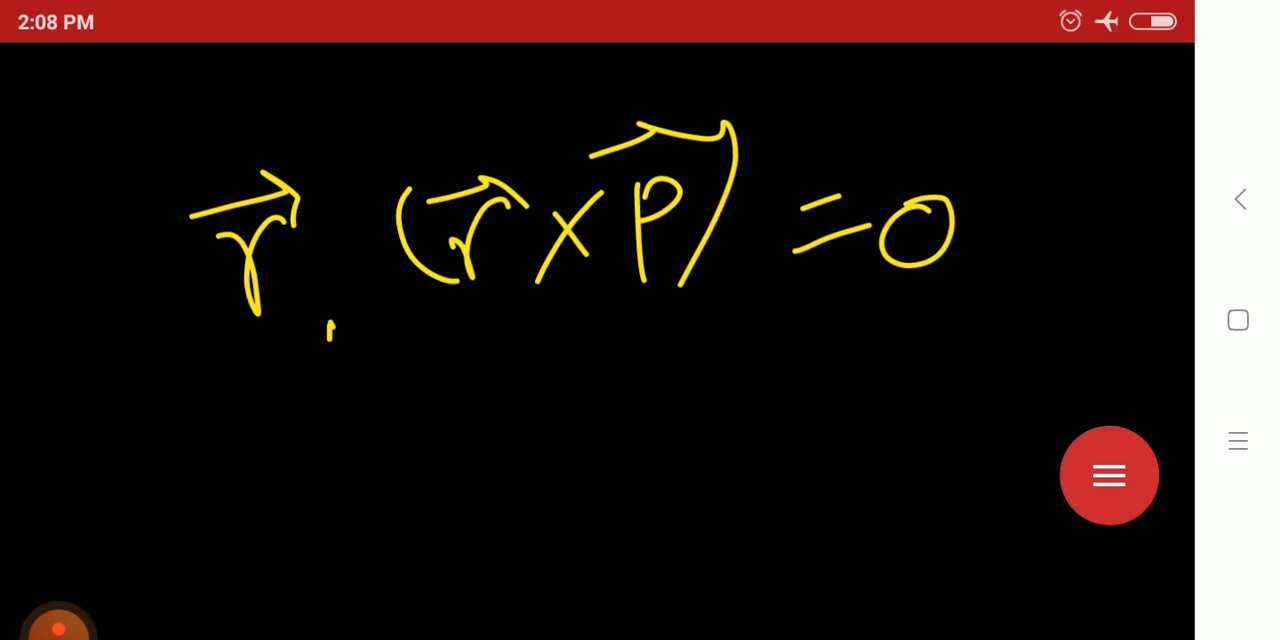 2:08 PM
r⃗ . (r⃗ × P⃗) = 0